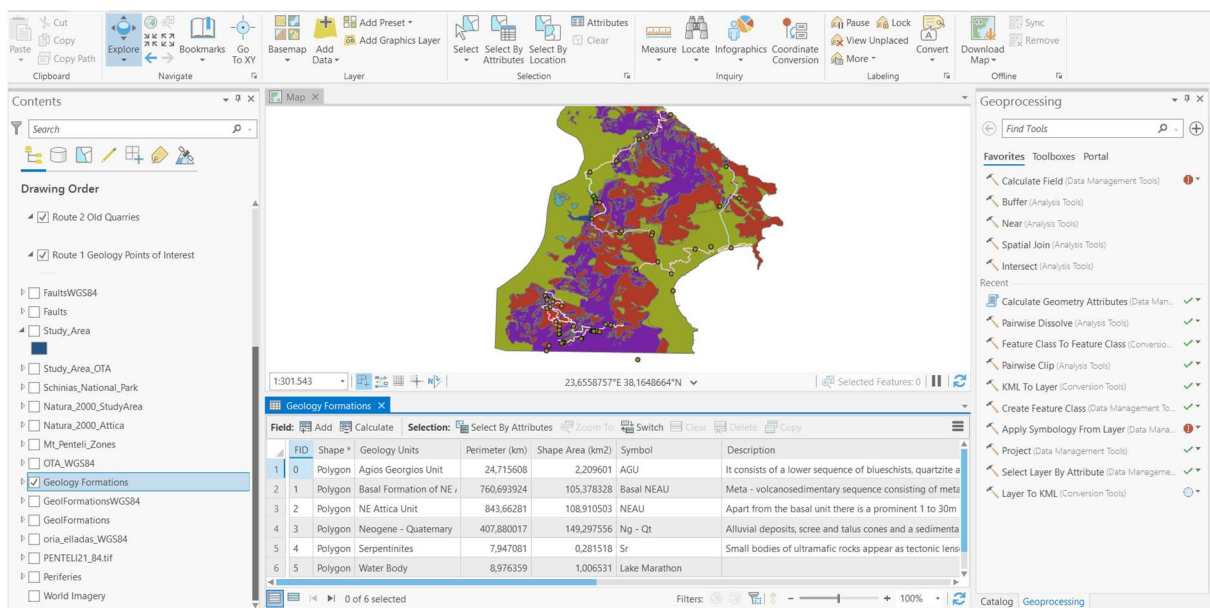 Cut
Copy
Copy Path
Paste
Clipboard
Explore
Bookmarks
Go To XY
Navigate
Basemap
Add Data
Add Preset
Add Graphics Layer
Layer
Select
Select By Attributes
Select By Location
Attributes
Clear
Selection
Measure
Locate
Infographics
Coordinate Conversion
Inquiry
Pause
Lock
View Unplaced
More
Convert
Labeling
Download Map
Sync
Remove
Offline
Contents
Search
Drawing Order
Route 2 Old Quarries
Route 1 Geology Points of Interest
FaultsWGS84
Faults
Study_Area
Study_Area_OTA
Schinias_National_Park
Natura_2000_StudyArea
Natura_2000_Attica
Mt_Penteli_Zones
OTA_WGS84
Geology Formations
GeolFormationsWGS84
GeolFormations
oria_elladas_WGS84
PENTELI21_84.tif
Periferies
World Imagery
Map
1:301.543
23,6558757°E 38,1648664°N
Selected Features: 0
Geology Formations
Field: Add Calculate Selection: Select By Attributes Zoom To Switch Clear Delete Copy
FID Shape * Geology Units Perimeter (km) Shape Area (km2) Symbol Description
1 0 Polygon Agios Georgios Unit 24,715608 2,209601 AGU It consists of a lower sequence of blueschists, quartzite a
2 1 Polygon Basal Formation of NE 760,693924 105,378328 Basal NEAU Meta - volcanosedimentary sequence consisting of meta
3 2 Polygon NE Attica Unit 843,66281 108,910503 NEAU Apart from the basal unit there is a prominent 1 to 30m
4 3 Polygon Neogene - Quaternary 407,880017 149,297556 Ng - Qt Alluvial deposits, scree and talus cones and a sedimenta
5 4 Polygon Serpentinites 7,947081 0,281518 Sr Small bodies of ultramafic rocks appear as tectonic lens
6 5 Polygon Water Body 8,976359 1,006531 Lake Marathon
0 of 6 selected
Filters:
100%
Geoprocessing
Find Tools
Favorites Toolboxes Portal
Calculate Field (Data Management Tools)
Buffer (Analysis Tools)
Near (Analysis Tools)
Spatial Join (Analysis Tools)
Intersect (Analysis Tools)
Recent
Calculate Geometry Attributes (Data Man...
Pairwise Dissolve (Analysis Tools)
Feature Class To Feature Class (Conversio...
Pairwise Clip (Analysis Tools)
KML To Layer (Conversion Tools)
Create Feature Class (Data Management To...
Apply Symbology From Layer (Data Mana...
Project (Data Management Tools)
Select Layer By Attribute (Data Manageme...
Layer To KML (Conversion Tools)
Catalog Geoprocessing